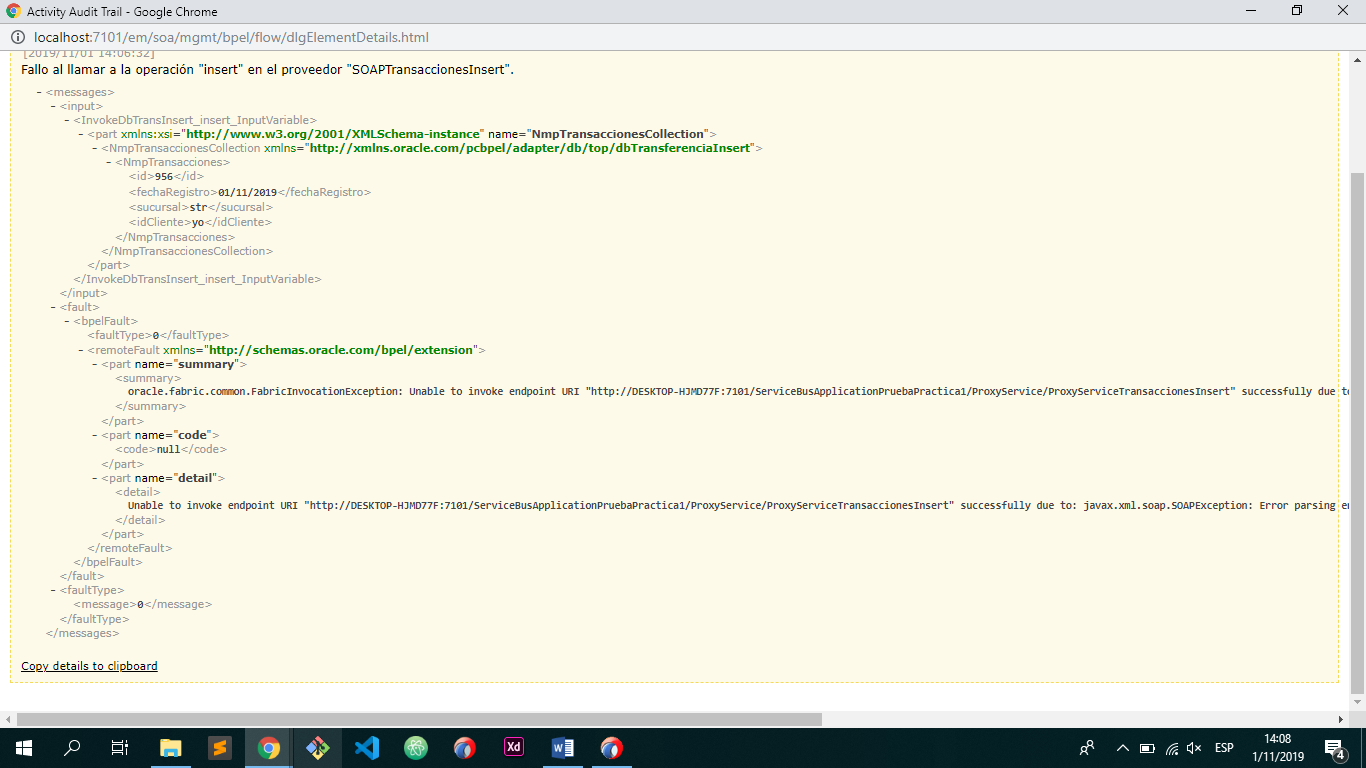 Activity Audit Trail - Google Chrome
localhost:7101/em/soa/mgmt/bpel/flow/dlgElementDetails.html
[2019/11/01 14:06:32]
Fallo al llamar a la operación "insert" en el proveedor "SOAPTransaccionesInsert".
- <messages>
- <input>
- <InvokeDbTransInsert_insert_InputVariable>
- <part xmlns:xsi="http://www.w3.org/2001/XMLSchema-instance" name="NmpTransaccionesCollection">
- <NmpTransaccionesCollection xmlns="http://xmlns.oracle.com/pcbpel/adapter/db/top/dbTransferenciaInsert">
- <NmpTransacciones>
<id>956</id>
<fechaRegistro>01/11/2019</fechaRegistro>
<sucursal>str</sucursal>
<idCliente>yo</idCliente>
</NmpTransacciones>
</NmpTransaccionesCollection>
</part>
</InvokeDbTransInsert_insert_InputVariable>
</input>
- <fault>
- <bpelFault>
<faultType>0</faultType>
- <remoteFault xmlns="http://schemas.oracle.com/bpel/extension">
- <part name="summary">
<summary>
oracle.fabric.common.FabricInvocationException: Unable to invoke endpoint URI "http://DESKTOP-HJMD77F:7101/ServiceBusApplicationPruebaPractica1/ProxyService/ProxyServiceTransaccionesInsert" successfully due to
</summary>
</part>
- <part name="code">
<code>null</code>
</part>
- <part name="detail">
<detail>
Unable to invoke endpoint URI "http://DESKTOP-HJMD77F:7101/ServiceBusApplicationPruebaPractica1/ProxyService/ProxyServiceTransaccionesInsert" successfully due to: javax.xml.soap.SOAPException: Error parsing
</detail>
</part>
</remoteFault>
</bpelFault>
</fault>
- <faultType>
<message>0</message>
</faultType>
</messages>
Copy details to clipboard
Xd
ESP
14:08
1/11/2019
4